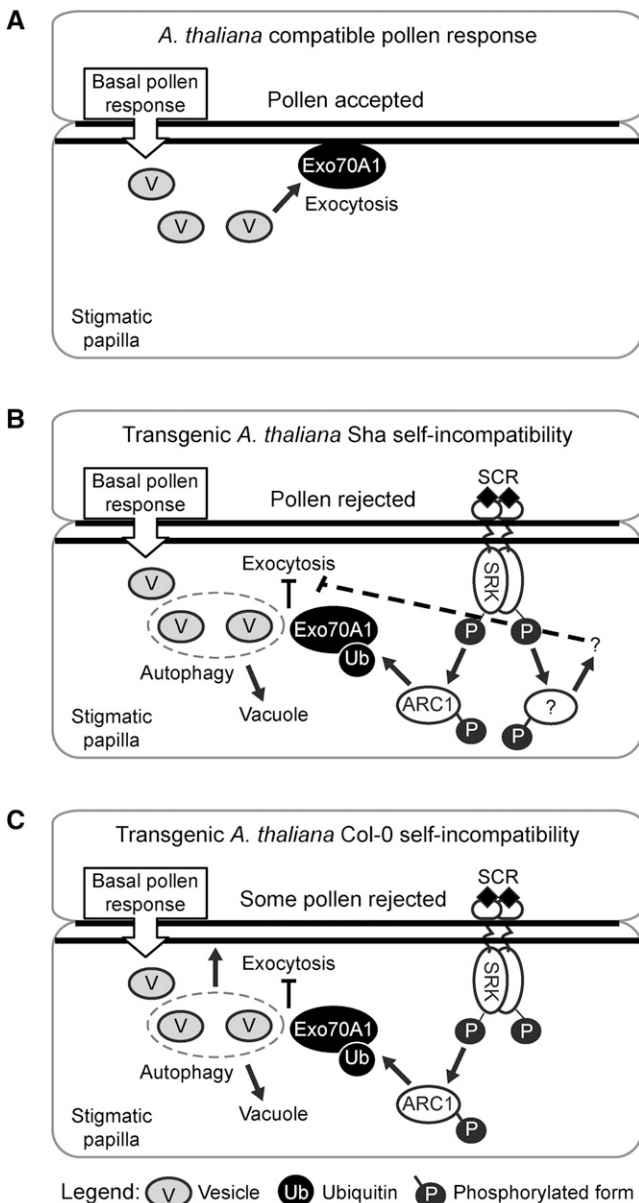 A
A. thaliana compatible pollen response
Basal pollen
response
Pollen accepted
V
Exo70A1
V
V
Exocytosis
Stigmatic
papilla
B
Transgenic A. thaliana Sha self-incompatibility
SCR
Basal pollen
response
Pollen rejected
Exocytosis
V
SRK
V
V
Exo70A1
P
P
?
Ub
Autophagy
ARC1
?
Vacuole
P
P
Stigmatic
papilla
C
Transgenic A. thaliana Col-0 self-incompatibility
SCR
Basal pollen
response
Some pollen rejected
Exocytosis
V
SRK
V
V
Exo70A1
P
P
Ub
Autophagy
ARC1
Vacuole
P
Stigmatic
papilla
Legend: V Vesicle Ub Ubiquitin P Phosphorylated form